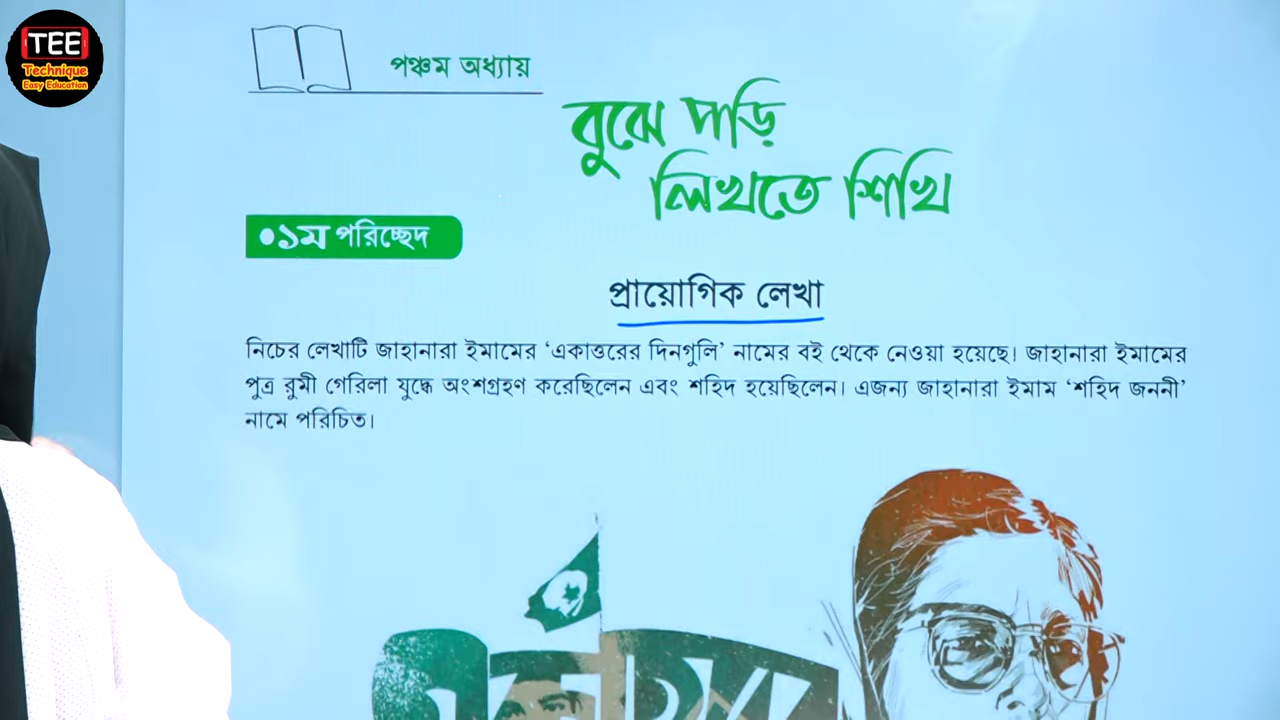 TEE
Technique
Easy Education
পঞ্চম অধ্যায়
বুঝে পড়ি
লিখতে শিখি
১ম পরিচ্ছেদ
প্রায়োগিক লেখা
নিচের লেখাটি জাহানারা ইমামের ‘একাত্তরের দিনগুলি’ নামের বই থেকে নেওয়া হয়েছে। জাহানারা ইমামের
পুত্র রুমী গেরিলা যুদ্ধে অংশগ্রহণ করেছিলেন এবং শহিদ হয়েছিলেন। এজন্য জাহানারা ইমাম ‘শহিদ জননী’
নামে পরিচিত।